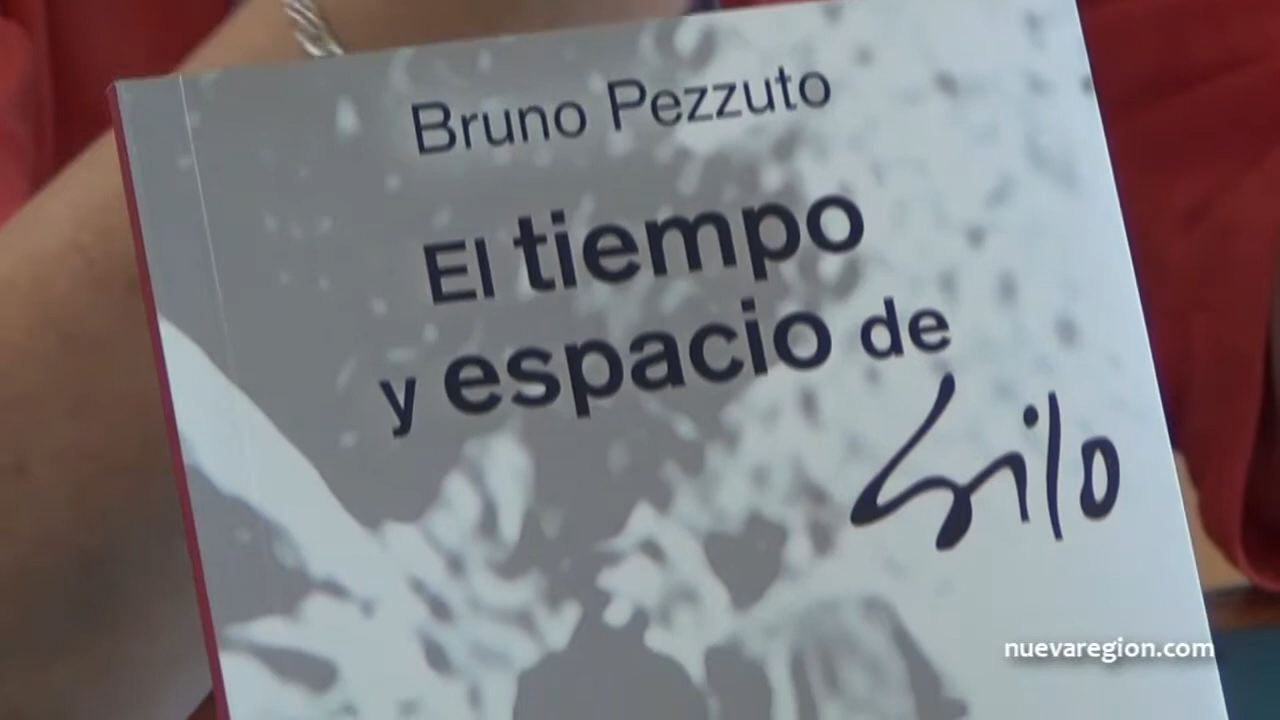 Bruno Pezzuto
El tiempo
y espacio de
Silo
nuevaregion.com